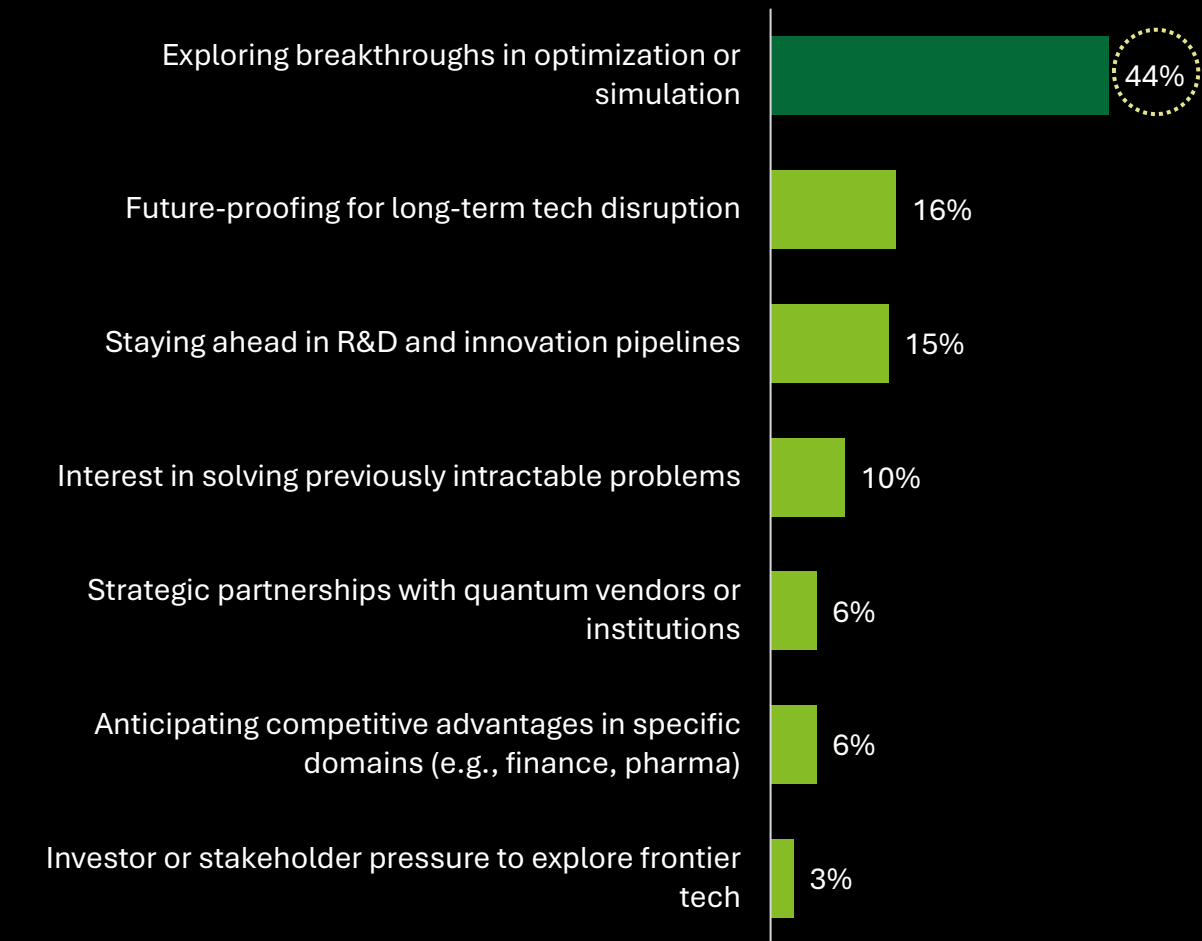 Exploring breakthroughs in optimization or
simulation
44%
Future-proofing for long-term tech disruption
16%
Staying ahead in R&D and innovation pipelines
15%
Interest in solving previously intractable problems
10%
Strategic partnerships with quantum vendors or
institutions
6%
Anticipating competitive advantages in specific
domains (e.g., finance, pharma)
6%
Investor or stakeholder pressure to explore frontier
tech
3%